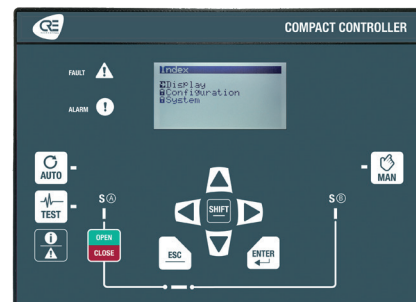 CRE
COMPACT CONTROLLER
FAULT
Index
Display
Configuration
System
ALARM
AUTO
MAN
TEST
S Ⓐ
SHIFT
S Ⓑ
OPEN
CLOSE
ESC
ENTER